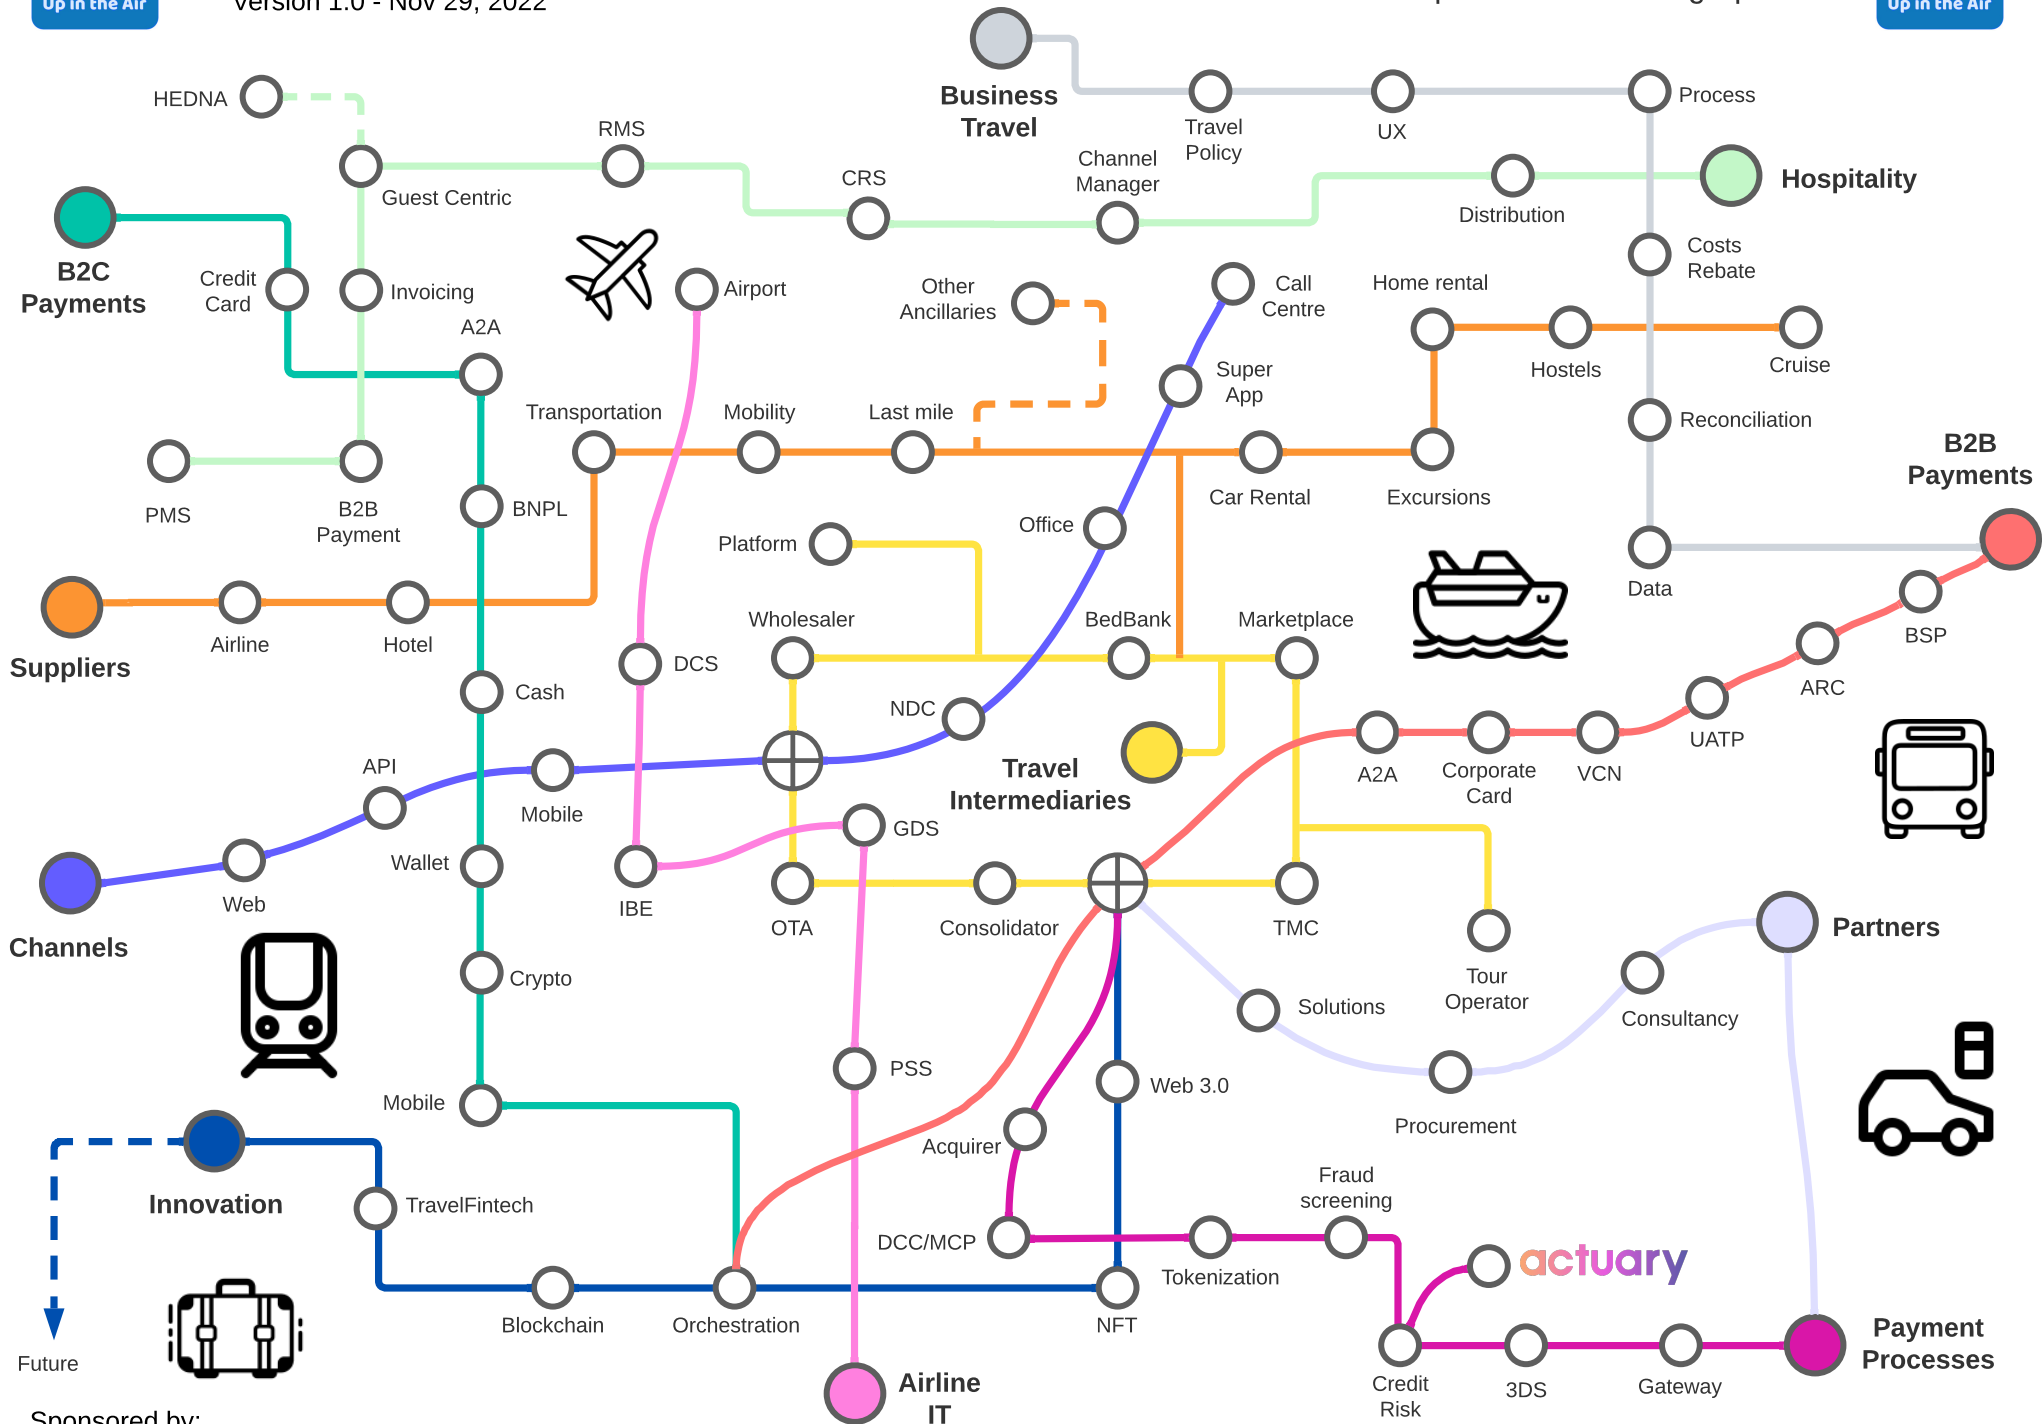 Up in the Air
Version 1.0 - Nov 29, 2022
Up in the Air
Business
Travel
HEDNA
Process
RMS
Travel
Policy
UX
Channel
Manager
CRS
Hospitality
Guest Centric
Distribution
B2C
Payments
Credit
Card
Invoicing
Airport
Other
Ancillaries
Call
Centre
Home rental
Costs
Rebate
A2A
Super
App
Hostels
Cruise
Transportation
Mobility
Last mile
Reconciliation
B2B
Payments
PMS
B2B
Payment
BNPL
Car Rental
Excursions
Office
Platform
Data
Suppliers
Airline
Hotel
Wholesaler
BedBank
Marketplace
BSP
DCS
Cash
NDC
ARC
UATP
API
Mobile
Travel
Intermediaries
A2A
Corporate
Card
VCN
GDS
Wallet
Web
IBE
OTA
Consolidator
TMC
Channels
Partners
Crypto
Solutions
Tour
Operator
Consultancy
PSS
Web 3.0
Mobile
Procurement
Acquirer
Innovation
TravelFintech
Fraud
screening
DCC/MCP
Tokenization
actuary
Blockchain
Orchestration
NFT
Payment
Processes
Future
Airline
IT
Credit
Risk
3DS
Gateway
Sponsored by: